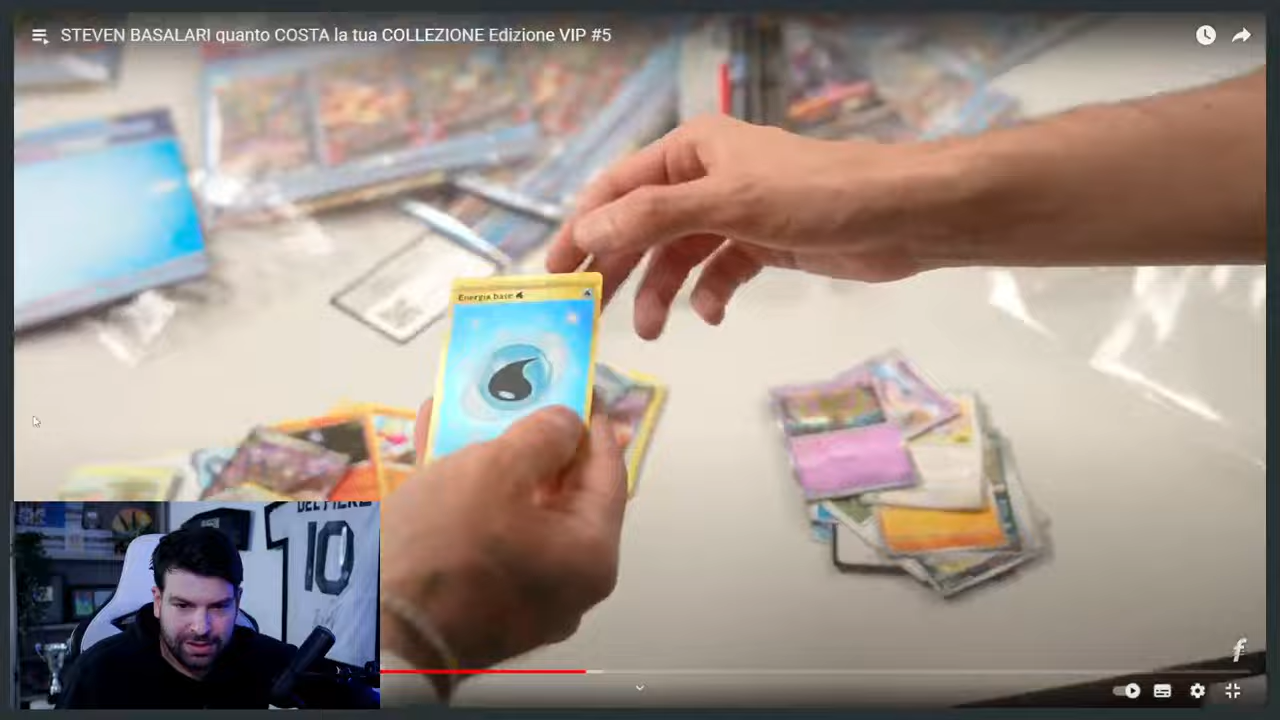 STEVEN BASALARI quanto COSTA la tua COLLEZIONE Edizione VIP #5
Energia base
10